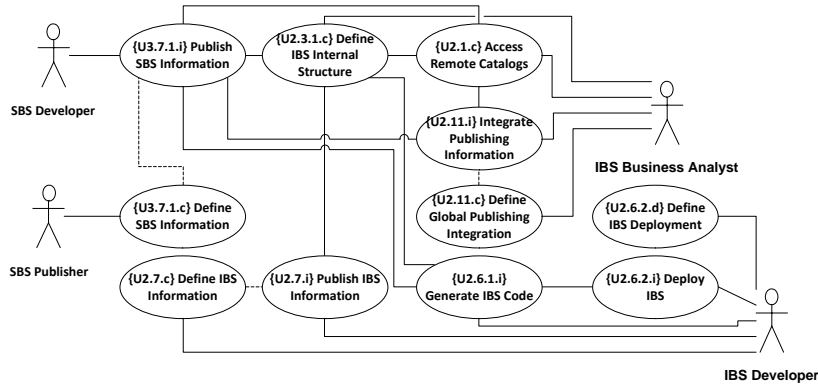 {U3.7.1.i} Publish
SBS Information
{U2.3.1.c} Define
IBS Internal
Structure
{U2.1.c} Access
Remote Catalogs
SBS Developer
{U2.11.i} Integrate
Publishing
Information
IBS Business Analyst
{U3.7.1.c} Define
SBS Information
{U2.11.c} Define
Global Publishing
Integration
{U2.6.2.d} Define
IBS Deployment
SBS Publisher
{U2.7.c} Define IBS
Information
{U2.7.i} Publish IBS
Information
{U2.6.1.i}
Generate IBS Code
{U2.6.2.i} Deploy
IBS
IBS Developer